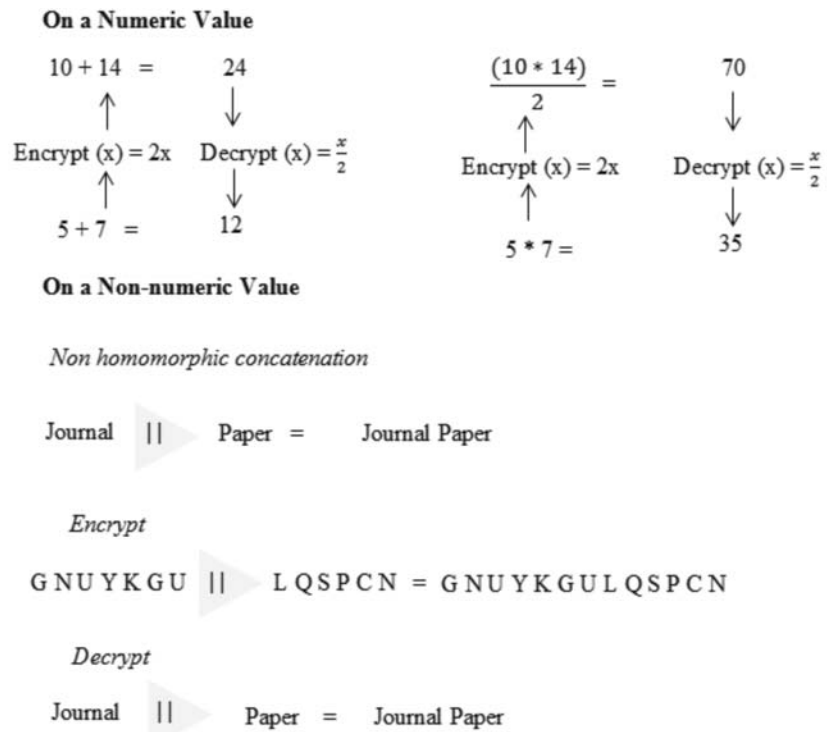 On a Numeric Value
10 + 14 = 24
(10 * 14) / 2 = 70
Encrypt (x) = 2x Decrypt (x) = x/2
Encrypt (x) = 2x Decrypt (x) = x/2
5 + 7 = 12
5 * 7 = 35
On a Non-numeric Value
Non homomorphic concatenation
Journal || Paper = Journal Paper
Encrypt
G N U Y K G U || L Q S P C N = G N U Y K G U L Q S P C N
Decrypt
Journal || Paper = Journal Paper